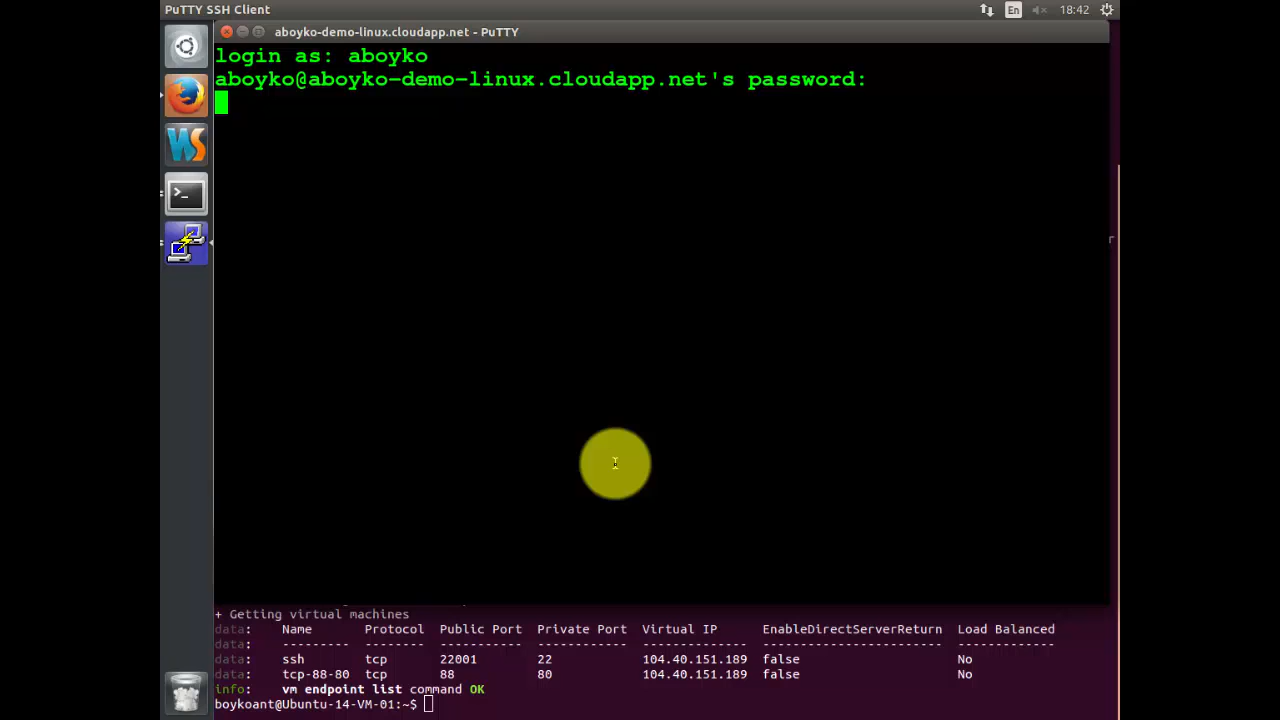 PuTTY SSH Client
En
18:42
aboyko-demo-linux.cloudapp.net - PuTTY
login as: aboyko
aboyko@aboyko-demo-linux.cloudapp.net's password:
WS
>_
+ Getting virtual machines
data: Name Protocol Public Port Private Port Virtual IP EnableDirectServerReturn Load Balanced
data: --------- -------- ----------- ------------ -------------- ------------------------ -------------
data: ssh tcp 22001 22 104.40.151.189 false No
data: tcp-88-80 tcp 88 80 104.40.151.189 false No
info: vm endpoint list command OK
boykoant@Ubuntu-14-VM-01:~$